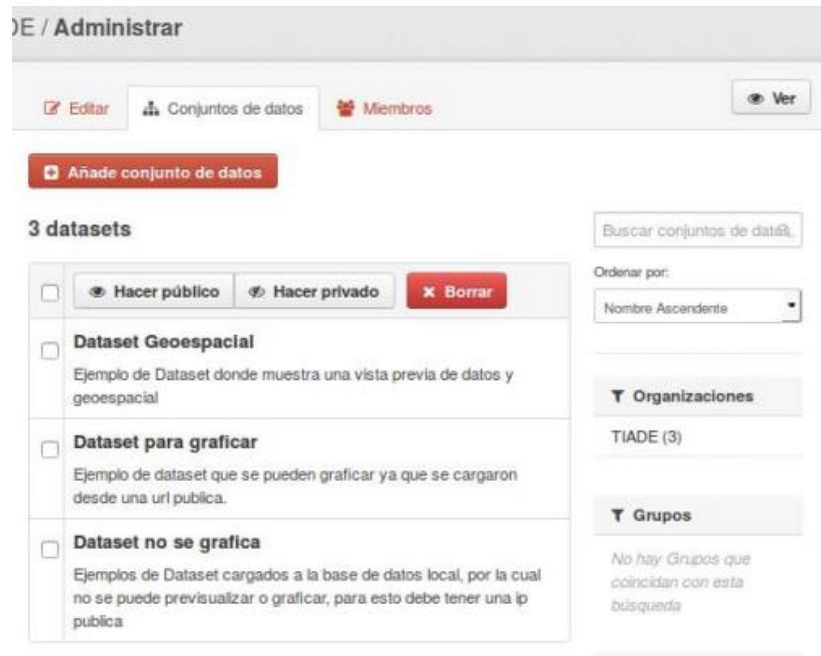 DE / Administrar
Editar
Conjuntos de datos
Miembros
Ver
Añade conjunto de datos
3 datasets
Hacer público
Hacer privado
Borrar
Dataset Geoespacial
Ejemplo de Dataset donde muestra una vista previa de datos y
geoespacial
Dataset para graficar
Ejemplo de dataset que se pueden graficar ya que se cargaron
desde una url publica.
Dataset no se grafica
Ejemplos de Dataset cargados a la base de datos local, por la cual
no se puede previsualizar o graficar, para esto debe tener una ip
publica
Buscar conjuntos de
Ordenar por:
Nombre Ascendente
Organizaciones
TIADE (3)
Grupos
No hay Grupos que
coincidan con esta
búsqueda